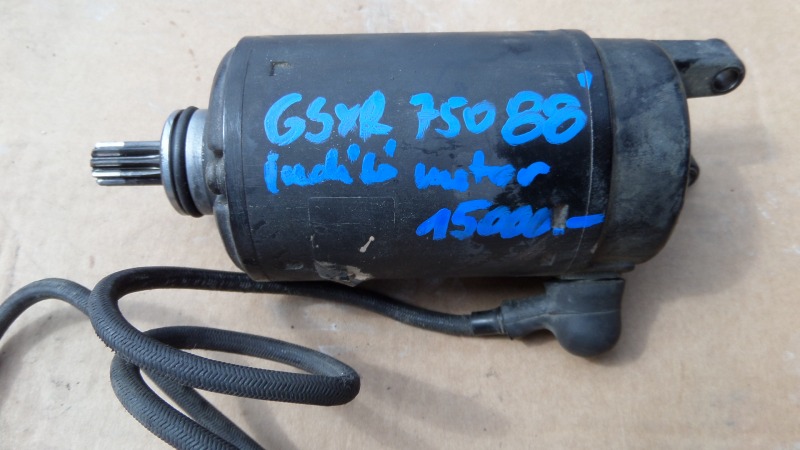 GSXR 750 88'
Indító motor
15000.-